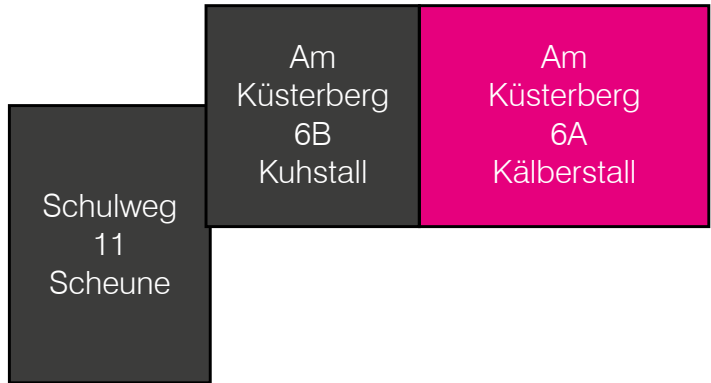 Am
Küsterberg
6B
Kuhstall
Am
Küsterberg
6A
Kälberstall
Schulweg
11
Scheune